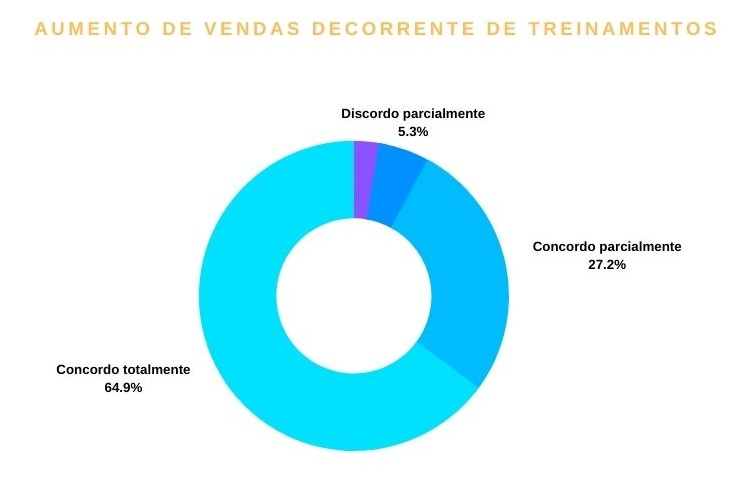 AUMENTO DE VENDAS DECORRENTE DE TREINAMENTOS
Discordo parcialmente
5.3%
Concordo parcialmente
27.2%
Concordo totalmente
64.9%